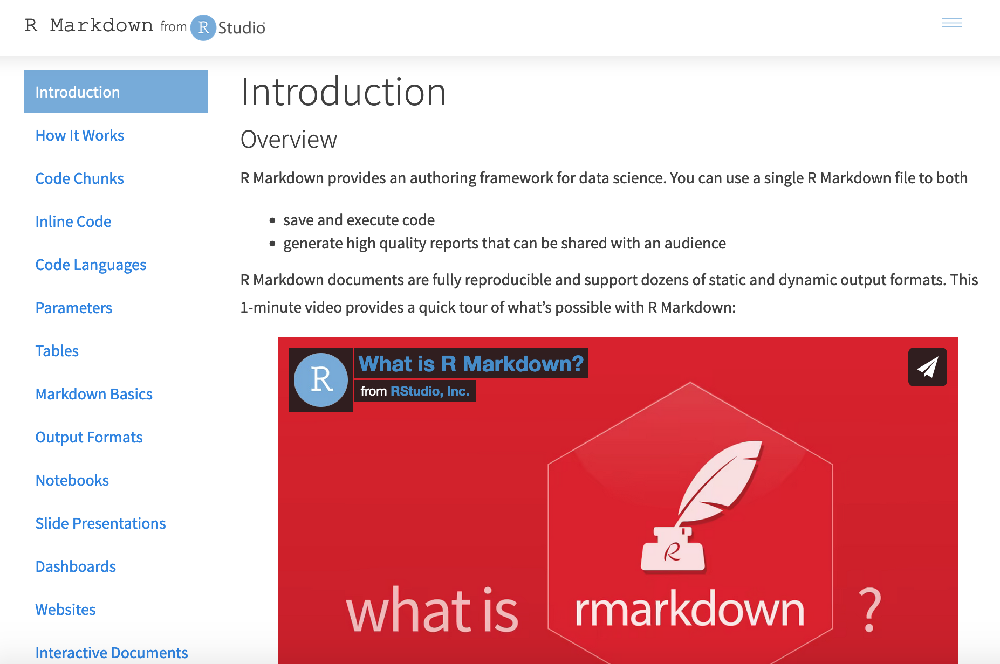 R Markdown from R Studio
Introduction
How It Works
Code Chunks
Inline Code
Code Languages
Parameters
Tables
Markdown Basics
Output Formats
Notebooks
Slide Presentations
Dashboards
Websites
Interactive Documents
Introduction
Overview
R Markdown provides an authoring framework for data science. You can use a single R Markdown file to both
• save and execute code
• generate high quality reports that can be shared with an audience
R Markdown documents are fully reproducible and support dozens of static and dynamic output formats. This
1-minute video provides a quick tour of what’s possible with R Markdown:
R
What is R Markdown?
from RStudio, Inc.
R
what is rmarkdown ?